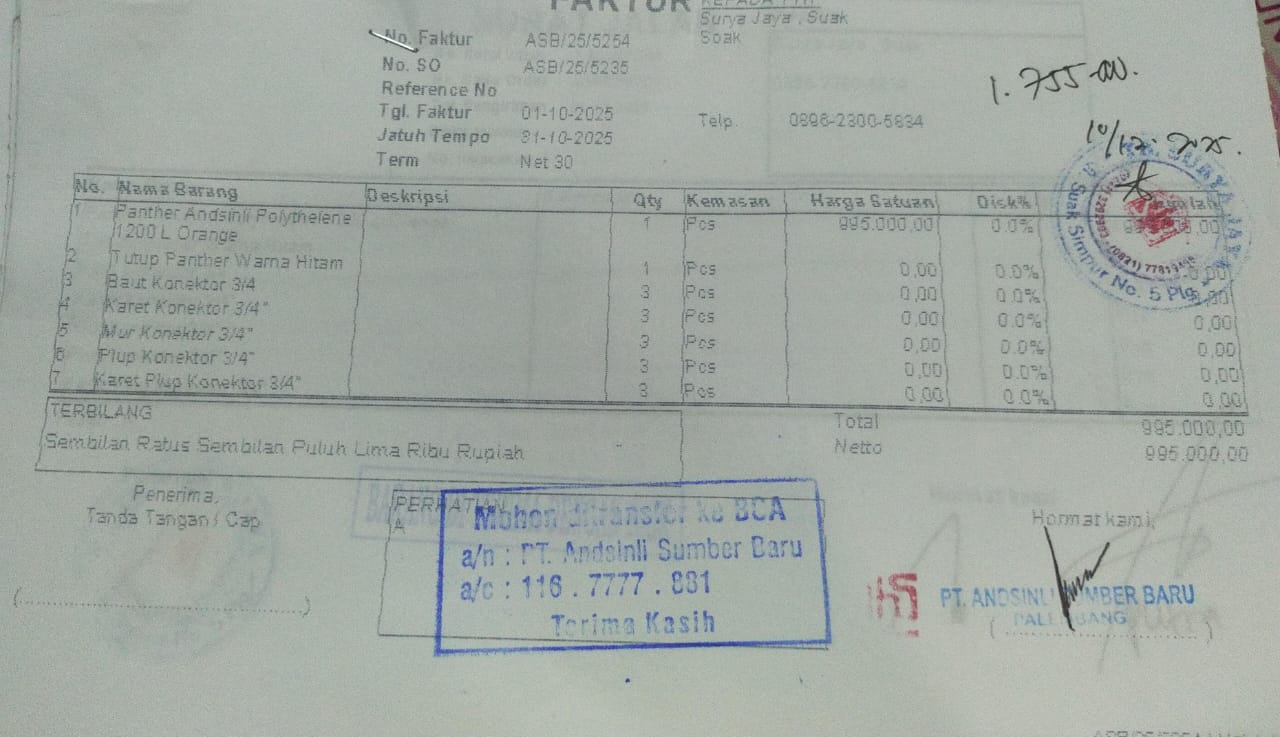 FAKTUR
KEPADA YTH.
Surya Jaya , Suak
Soak
No. Faktur ASB/25/5254
No. SO ASB/25/5235
Reference No
Tgl. Faktur 01-10-2025
Jatuh Tempo 31-10-2025
Term Net 30
Telp. 0896-2300-5834
1.755-00.
10/12-2025.
No. Nama Barang Deskripsi Qty Kemasan Harga Satuan Disk%
1 Panther Andsinli Polythelene 1 Pcs 995.000,00 0.0%
1200 L Orange
2 Tutup Panther Warna Hitam 1 Pcs 0,00 0.0%
3 Baut Konektor 3/4 3 Pcs 0,00 0.0%
4 Karet Konektor 3/4" 3 Pcs 0,00 0.0% 0,00
5 Mur Konektor 3/4" 3 Pcs 0,00 0.0% 0,00
6 Plup Konektor 3/4" 3 Pcs 0,00 0.0% 0,00
7 Karet Plup Konektor 3/4" 3 Pcs 0,00 0.0% 0,00
SURYA JAYA
Suak Simpur No. 5 Plg
TERBILANG
Sembilan Ratus Sembilan Puluh Lima Ribu Rupiah
Total 995.000,00
Netto 995.000,00
Penerima,
Tanda Tangan / Cap
PERHATIAN
A
Mohon ditransfer ke BCA
a/n : PT. Andsinli Sumber Baru
a/c : 116 . 7777 . 881
Terima Kasih
Hormat kami,
PT. ANDSINLI SUMBER BARU
PALEMBANG